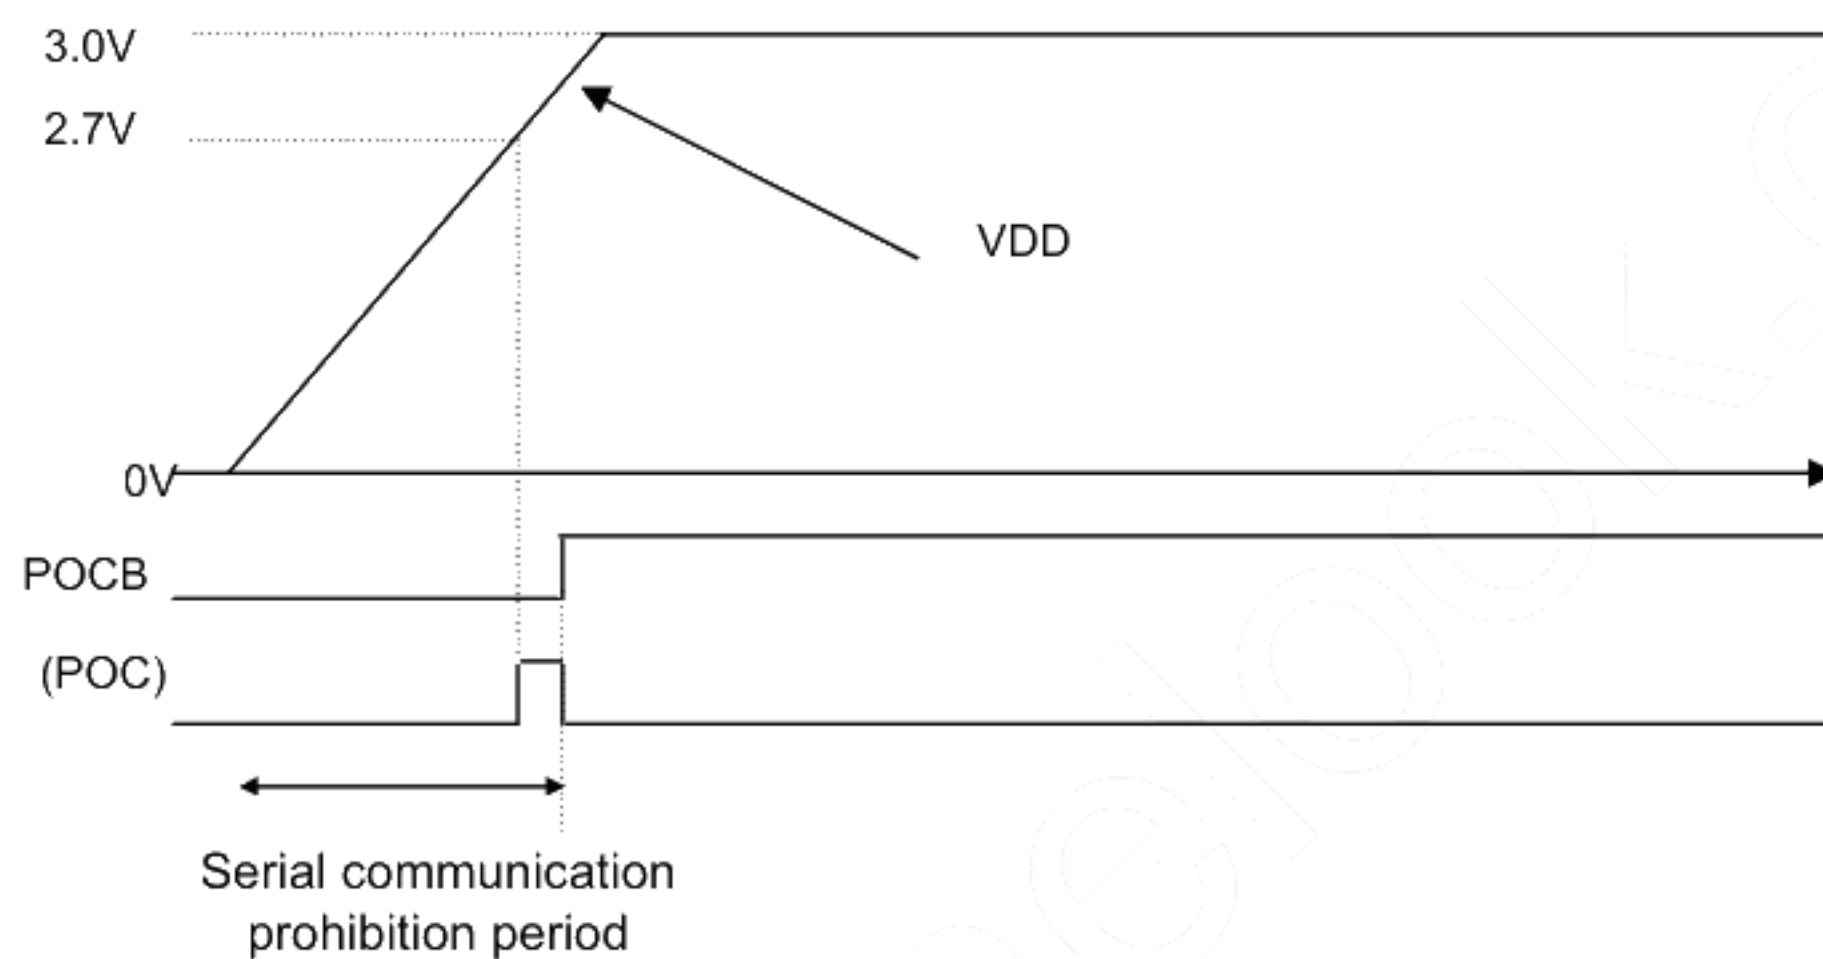 3.0V
2.7V
VDD
0V
POCB
(POC)
Serial communication
prohibition period